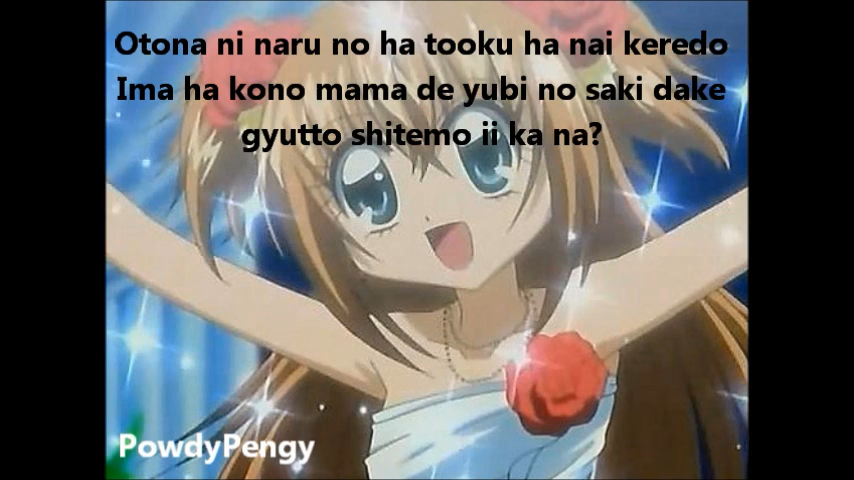 Otona ni naru no ha tooku ha nai keredo
Ima ha kono mama de yubi no saki dake
gyutto shitemo ii ka na?
PowdyPengy